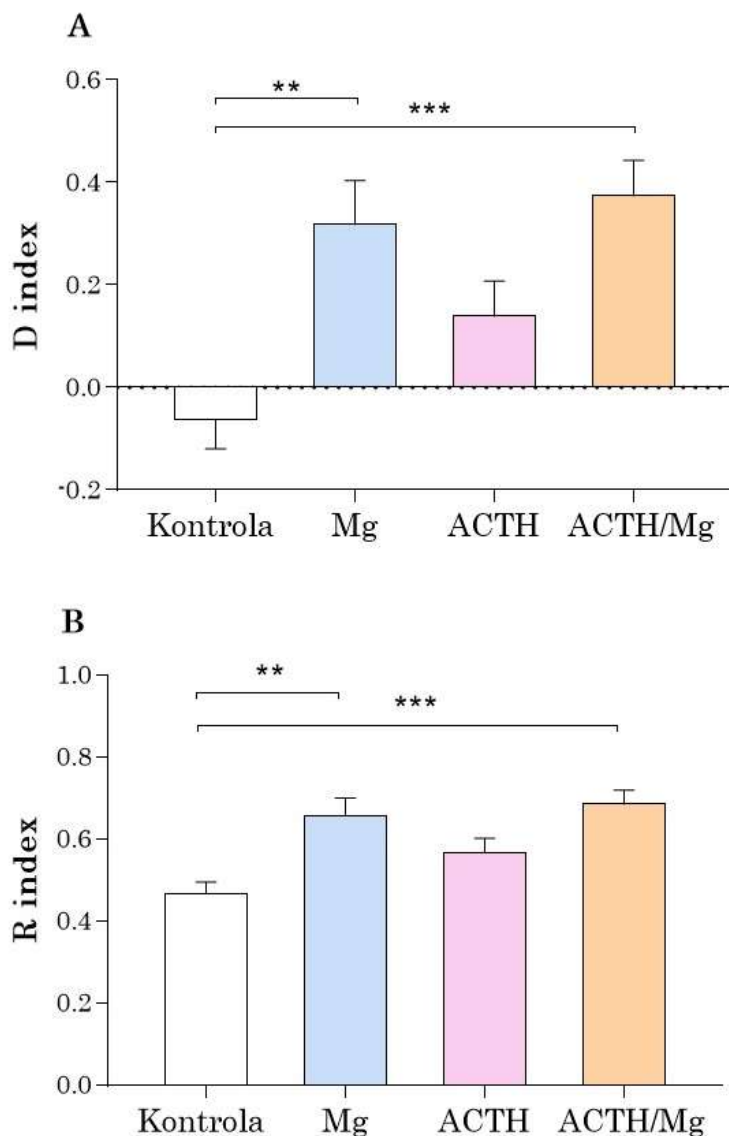 A
0.6
**
***
0.4
0.2
0.0
-0.2
D index
Kontrola Mg ACTH ACTH/Mg
B
1.0
**
***
0.8
0.6
0.4
0.2
0.0
R index
Kontrola Mg ACTH ACTH/Mg